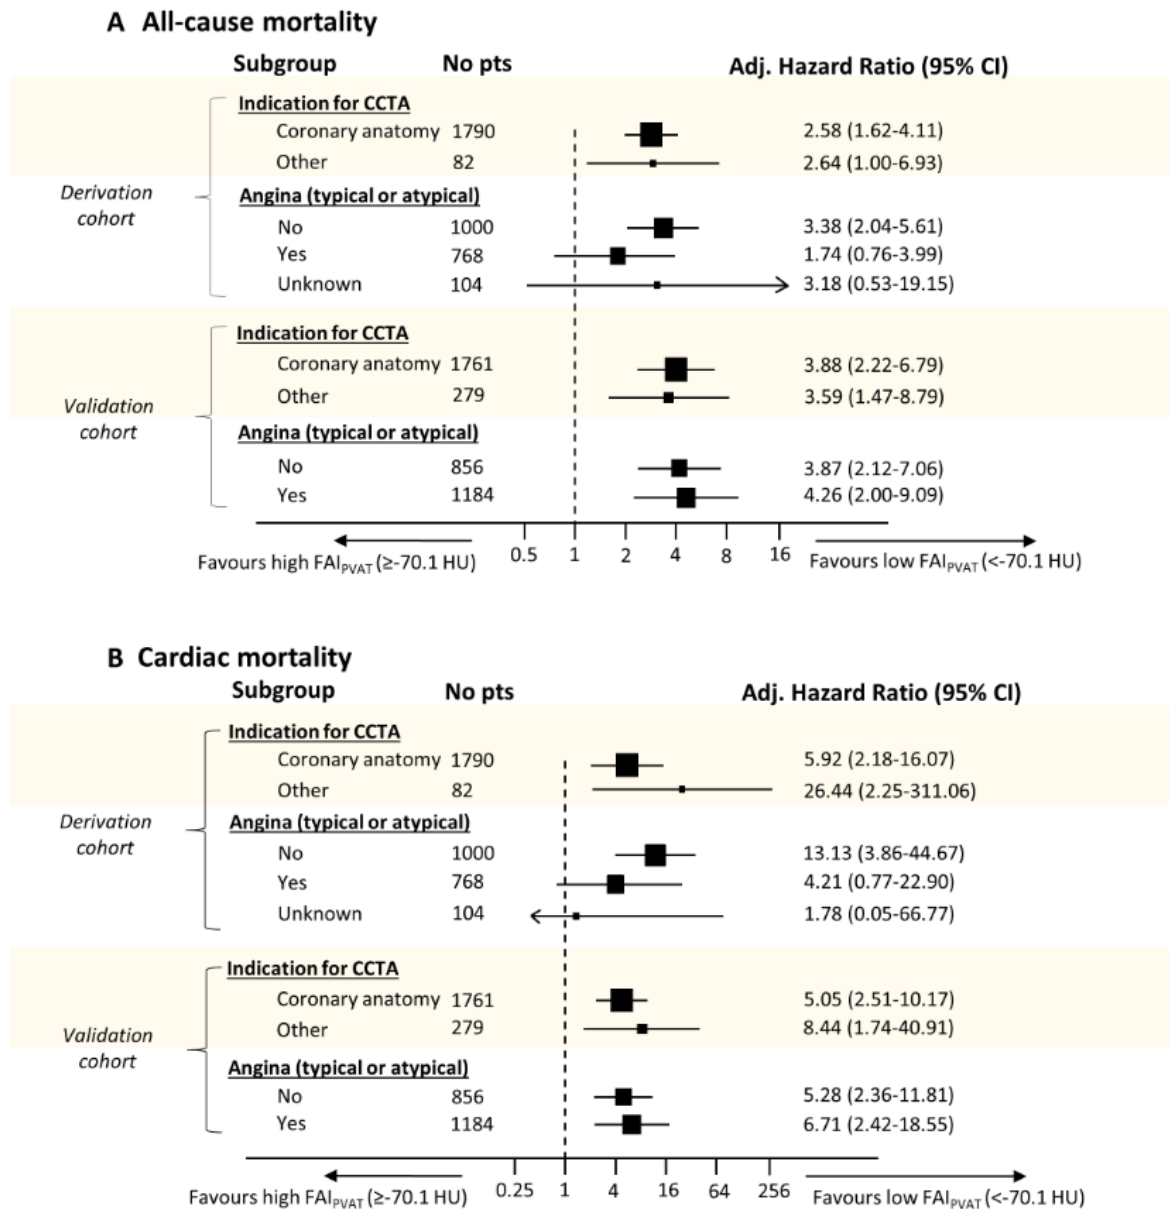 A All-cause mortality
Subgroup No pts Adj. Hazard Ratio (95% CI)
Indication for CCTA
Coronary anatomy 1790 2.58 (1.62-4.11)
Other 82 2.64 (1.00-6.93)
Derivation cohort
Angina (typical or atypical)
No 1000 3.38 (2.04-5.61)
Yes 768 1.74 (0.76-3.99)
Unknown 104 3.18 (0.53-19.15)
Indication for CCTA
Coronary anatomy 1761 3.88 (2.22-6.79)
Other 279 3.59 (1.47-8.79)
Validation cohort
Angina (typical or atypical)
No 856 3.87 (2.12-7.06)
Yes 1184 4.26 (2.00-9.09)
0.5 1 2 4 8 16
Favours high FAIPVAT (≥-70.1 HU) Favours low FAIPVAT (<-70.1 HU)
B Cardiac mortality
Subgroup No pts Adj. Hazard Ratio (95% CI)
Indication for CCTA
Coronary anatomy 1790 5.92 (2.18-16.07)
Other 82 26.44 (2.25-311.06)
Derivation cohort
Angina (typical or atypical)
No 1000 13.13 (3.86-44.67)
Yes 768 4.21 (0.77-22.90)
Unknown 104 1.78 (0.05-66.77)
Indication for CCTA
Coronary anatomy 1761 5.05 (2.51-10.17)
Other 279 8.44 (1.74-40.91)
Validation cohort
Angina (typical or atypical)
No 856 5.28 (2.36-11.81)
Yes 1184 6.71 (2.42-18.55)
0.25 1 4 16 64 256
Favours high FAIPVAT (≥-70.1 HU) Favours low FAIPVAT (<-70.1 HU)